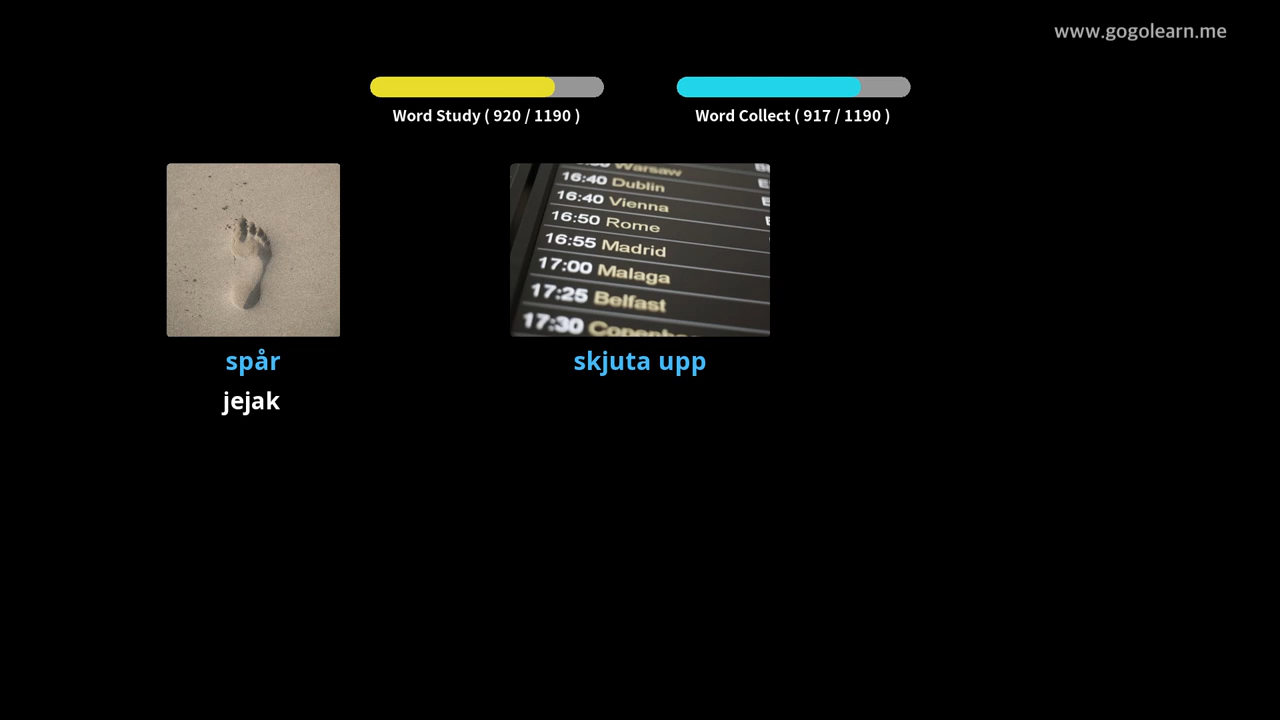 www.gogolearn.me
Word Study ( 920 / 1190 )
Word Collect ( 917 / 1190 )
Warsaw
16:40 Dublin
16:40 Vienna
16:50 Rome
16:55 Madrid
17:00 Malaga
17:25 Belfast
17:30
spår
skjuta upp
jejak